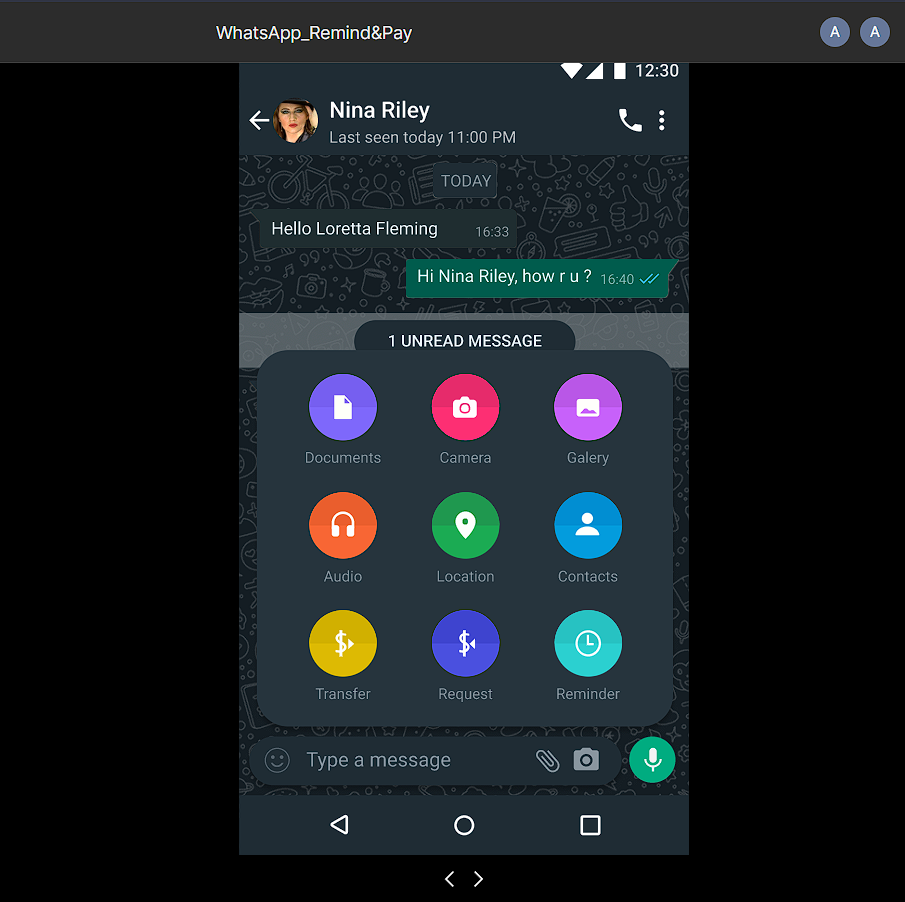 WhatsApp_Remind&Pay
A A
12:30
Nina Riley
Last seen today 11:00 PM
TODAY
Hello Loretta Fleming 16:33
Hi Nina Riley, how r u ? 16:40
1 UNREAD MESSAGE
Documents Camera Galery
Audio Location Contacts
Transfer Request Reminder
Type a message